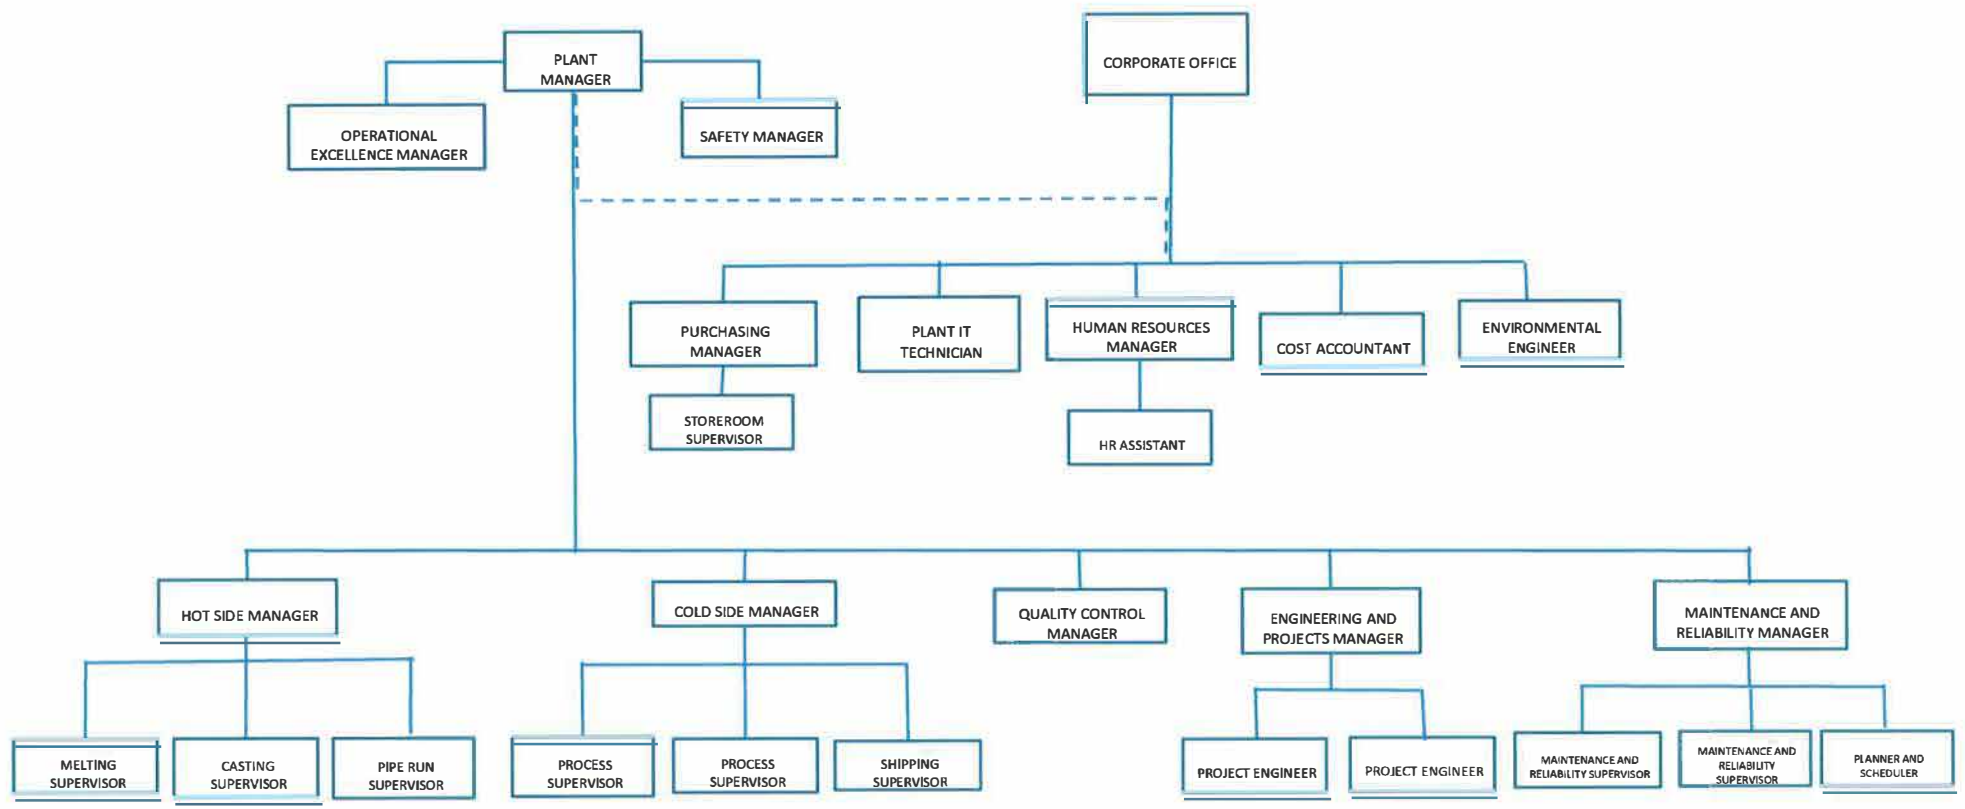 PLANT
MANAGER
CORPORATE OFFICE
OPERATIONAL
EXCELLENCE MANAGER
SAFETY MANAGER
PURCHASING
MANAGER
PLANT IT
TECHNICIAN
HUMAN RESOURCES
MANAGER
COST ACCOUNTANT
ENVIRONMENTAL
ENGINEER
STOREROOM
SUPERVISOR
HR ASSISTANT
HOT SIDE MANAGER
COLD SIDE MANAGER
QUALITY CONTROL
MANAGER
ENGINEERING AND
PROJECTS MANAGER
MAINTENANCE AND
RELIABILITY MANAGER
MELTING
SUPERVISOR
CASTING
SUPERVISOR
PIPE RUN
SUPERVISOR
PROCESS
SUPERVISOR
PROCESS
SUPERVISOR
SHIPPING
SUPERVISOR
PROJECT ENGINEER
PROJECT ENGINEER
MAINTENANCE AND
RELIABILITY SUPERVISOR
MAINTENANCE AND
RELIABILITY
SUPERVISOR
PLANNER AND
SCHEDULER